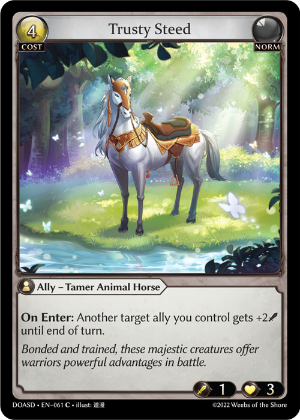 4
Trusty Steed
COST
NORM
Ally – Tamer Animal Horse
On Enter: Another target ally you control gets +2
until end of turn.
Bonded and trained, these majestic creatures offer
warriors powerful advantages in battle.
1
3
DOASD • EN-061 C • illust:
©2022 Weebs of the Shore